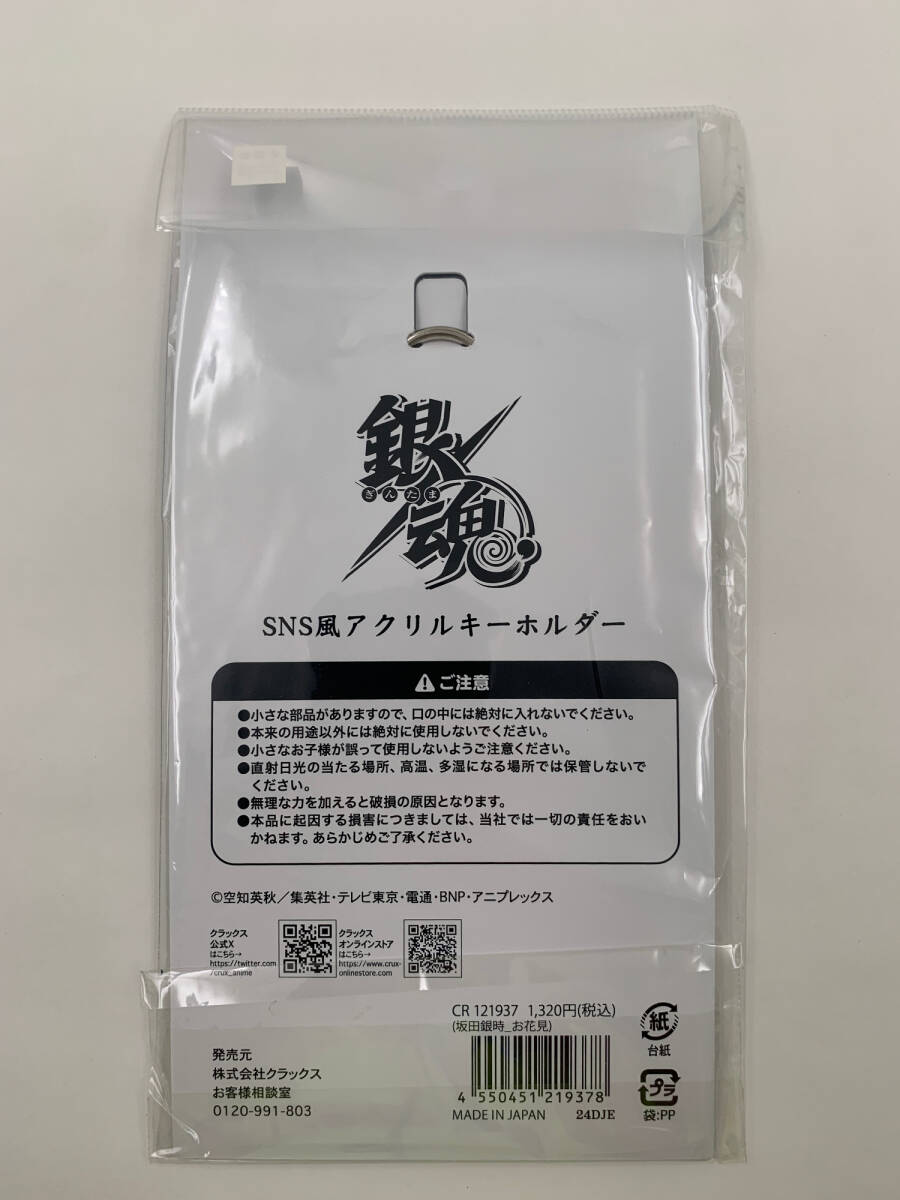 銀
ぎんたま
魂
SNS風アクリルキーホルダー
ご注意
●小さな部品がありますので、口の中には絶対に入れないでください。
●本来の用途以外には絶対に使用しないでください。
●小さなお子様が誤って使用しないようご注意ください。
●直射日光の当たる場所、高温、多湿になる場所では保管しないで
ください。
●無理な力を加えると破損の原因となります。
●本品に起因する損害につきましては、当社では一切の責任をおい
かねます。あらかじめご了承ください。
©空知英秋／集英社・テレビ東京・電通・BNP・アニプレックス
クラックス
公式X
はこちら→
https://twitter.com
/crux_anime
クラックス
オンラインストア
はこちら→
https://www.crux-
onlinestore.com
CR 121937 1,320円(税込)
(坂田銀時_お花見)
4 550451 219378
MADE IN JAPAN 24DJE
紙
台紙
プラ
袋:PP
発売元
株式会社クラックス
お客様相談室
0120-991-803